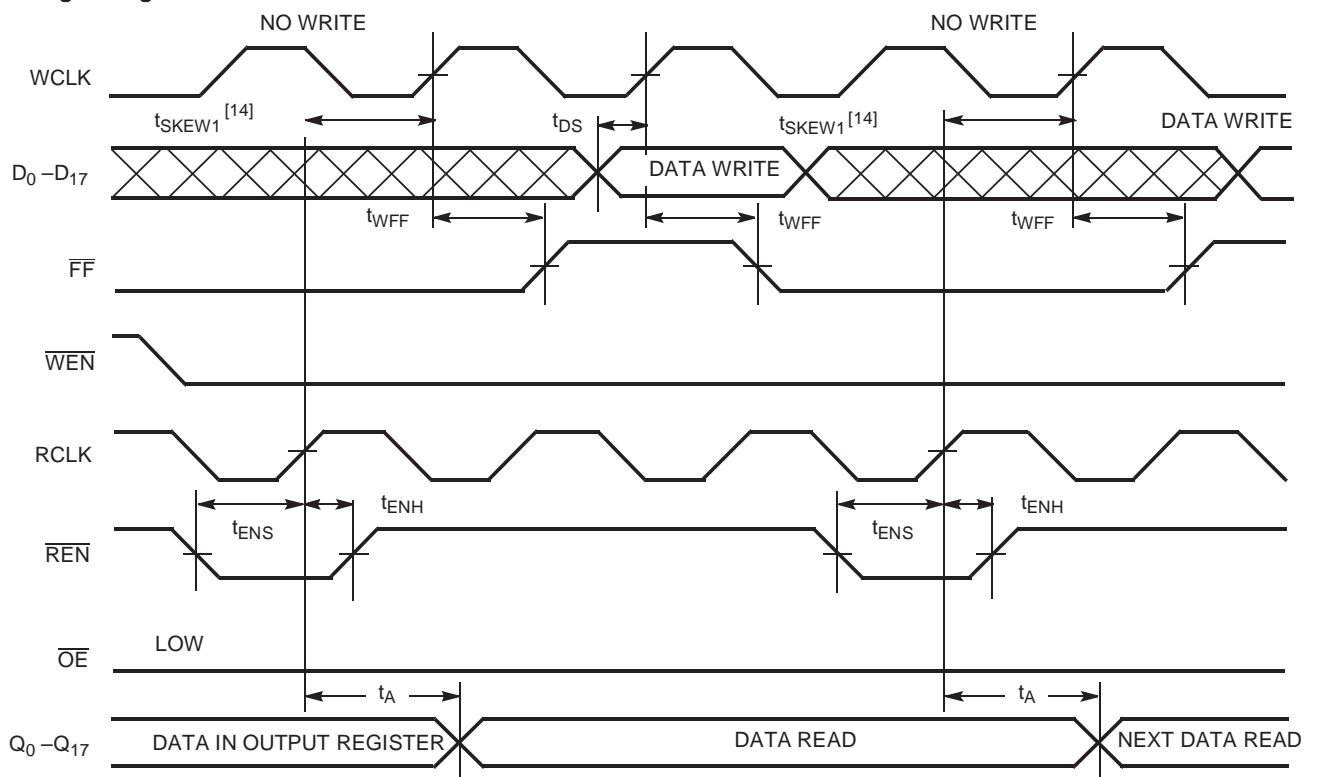 NO WRITE NO WRITE
WCLK
tSKEW1 [14] tDS tSKEW1 [14] DATA WRITE
D0 –D17 DATA WRITE
tWFF tWFF tWFF
FF
WEN
RCLK
tENS tENH tENS tENH
REN
LOW
OE
tA tA
Q0 –Q17 DATA IN OUTPUT REGISTER DATA READ NEXT DATA READ